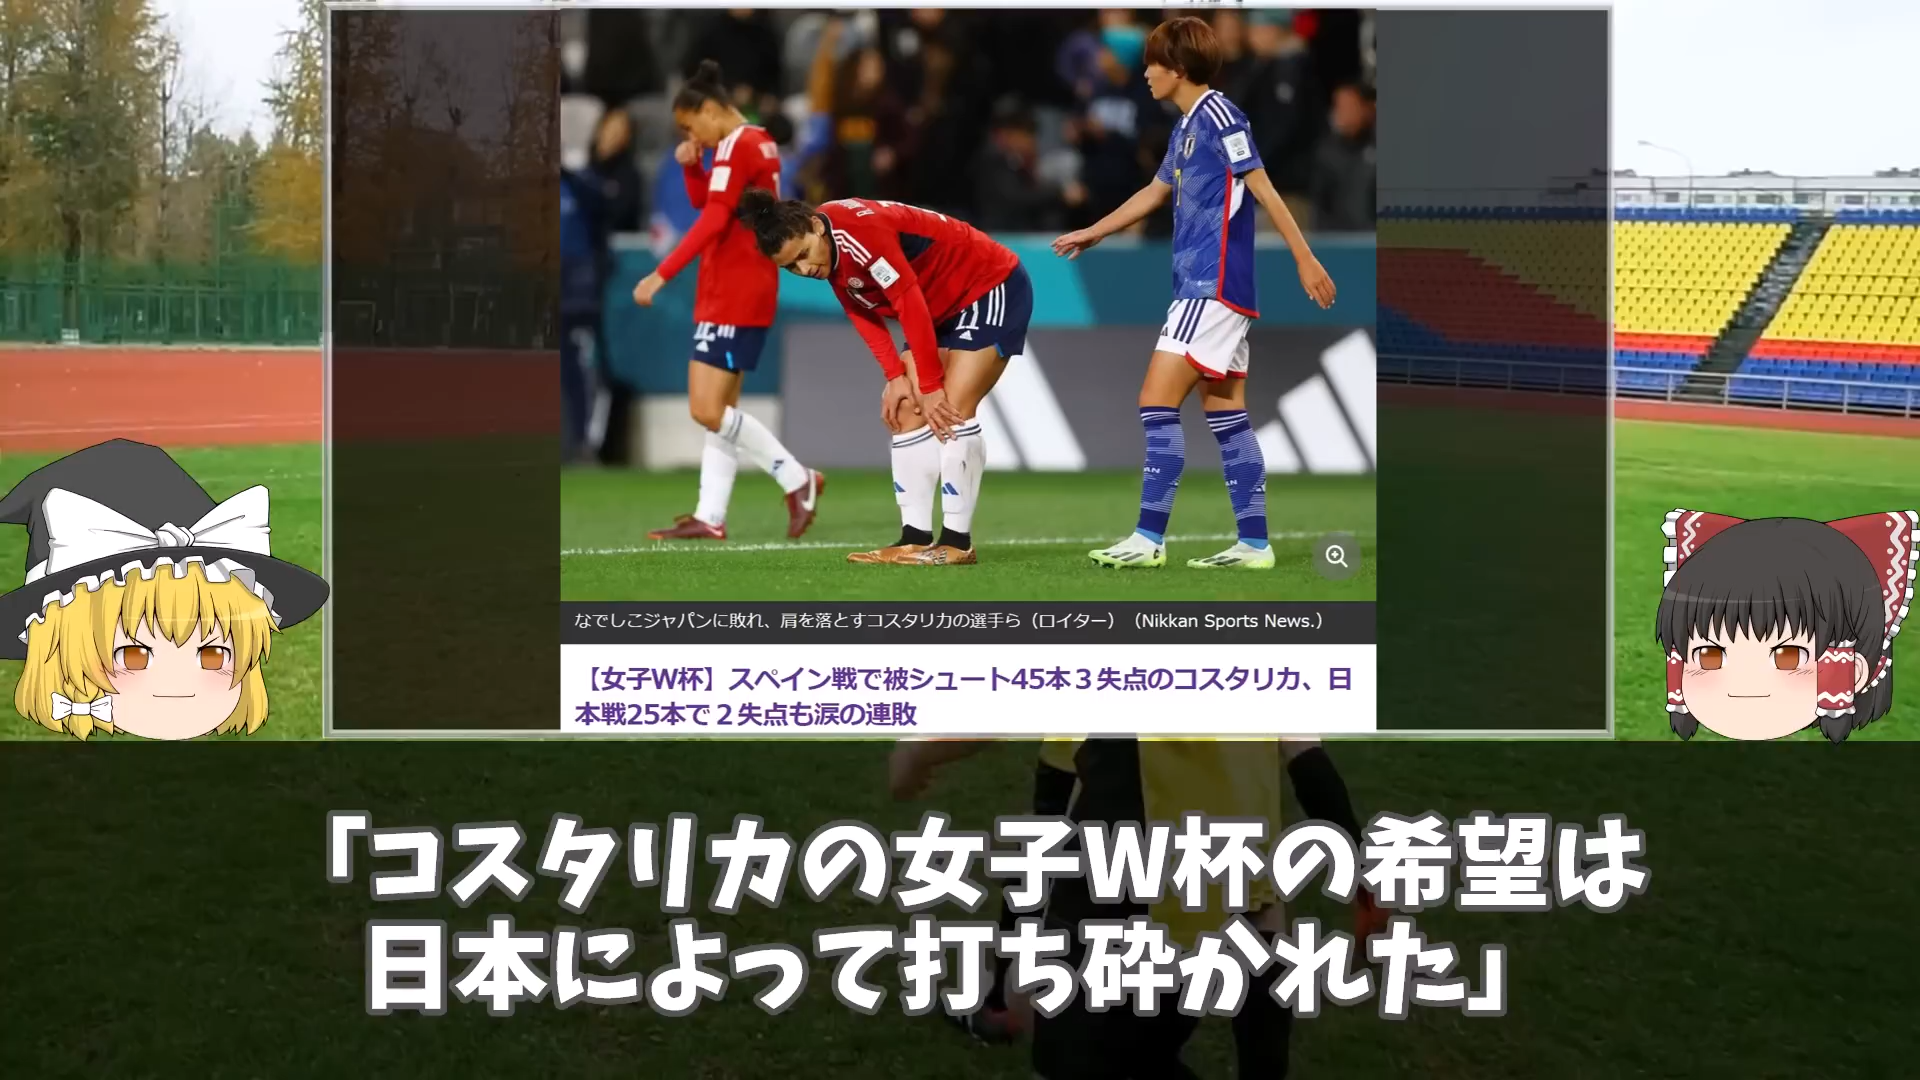 なでしこジャパンに敗れ、肩を落とすコスタリカの選手ら（ロイター）（Nikkan Sports News.）
【女子W杯】スペイン戦で被シュート45本３失点のコスタリカ、日
本戦25本で２失点も涙の連敗
「コスタリカの女子W杯の希望は
日本によって打ち砕かれた」